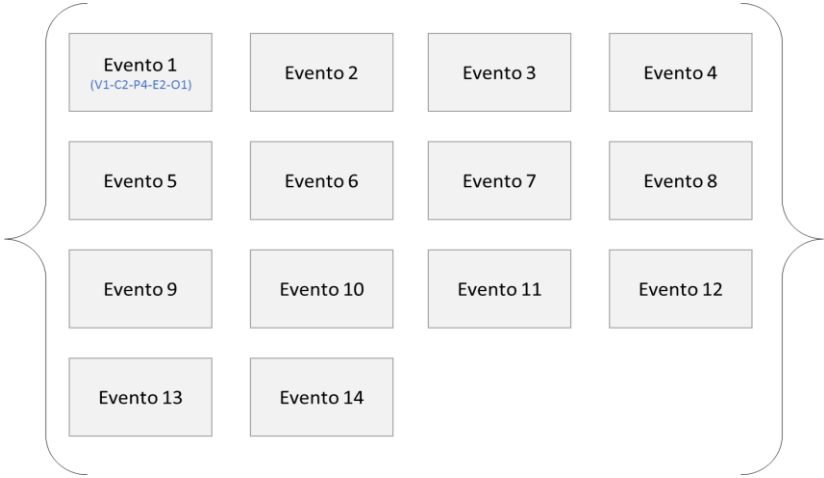 Evento 1
(V1-C2-P4-E2-O1)
Evento 2
Evento 3
Evento 4
Evento 5
Evento 6
Evento 7
Evento 8
Evento 9
Evento 10
Evento 11
Evento 12
Evento 13
Evento 14